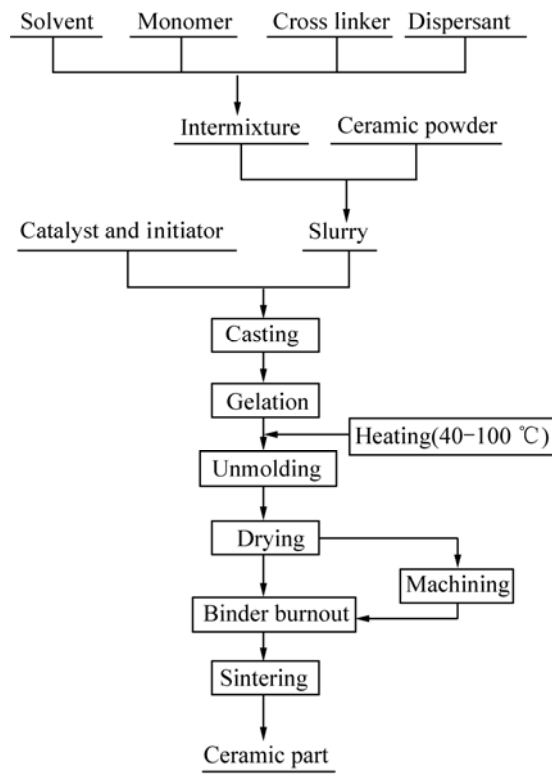 Solvent
Monomer
Cross linker
Dispersant
Intermixture
Ceramic powder
Catalyst and initiator
Slurry
Casting
Gelation
Heating(40−100 ℃)
Unmolding
Drying
Machining
Binder burnout
Sintering
Ceramic part